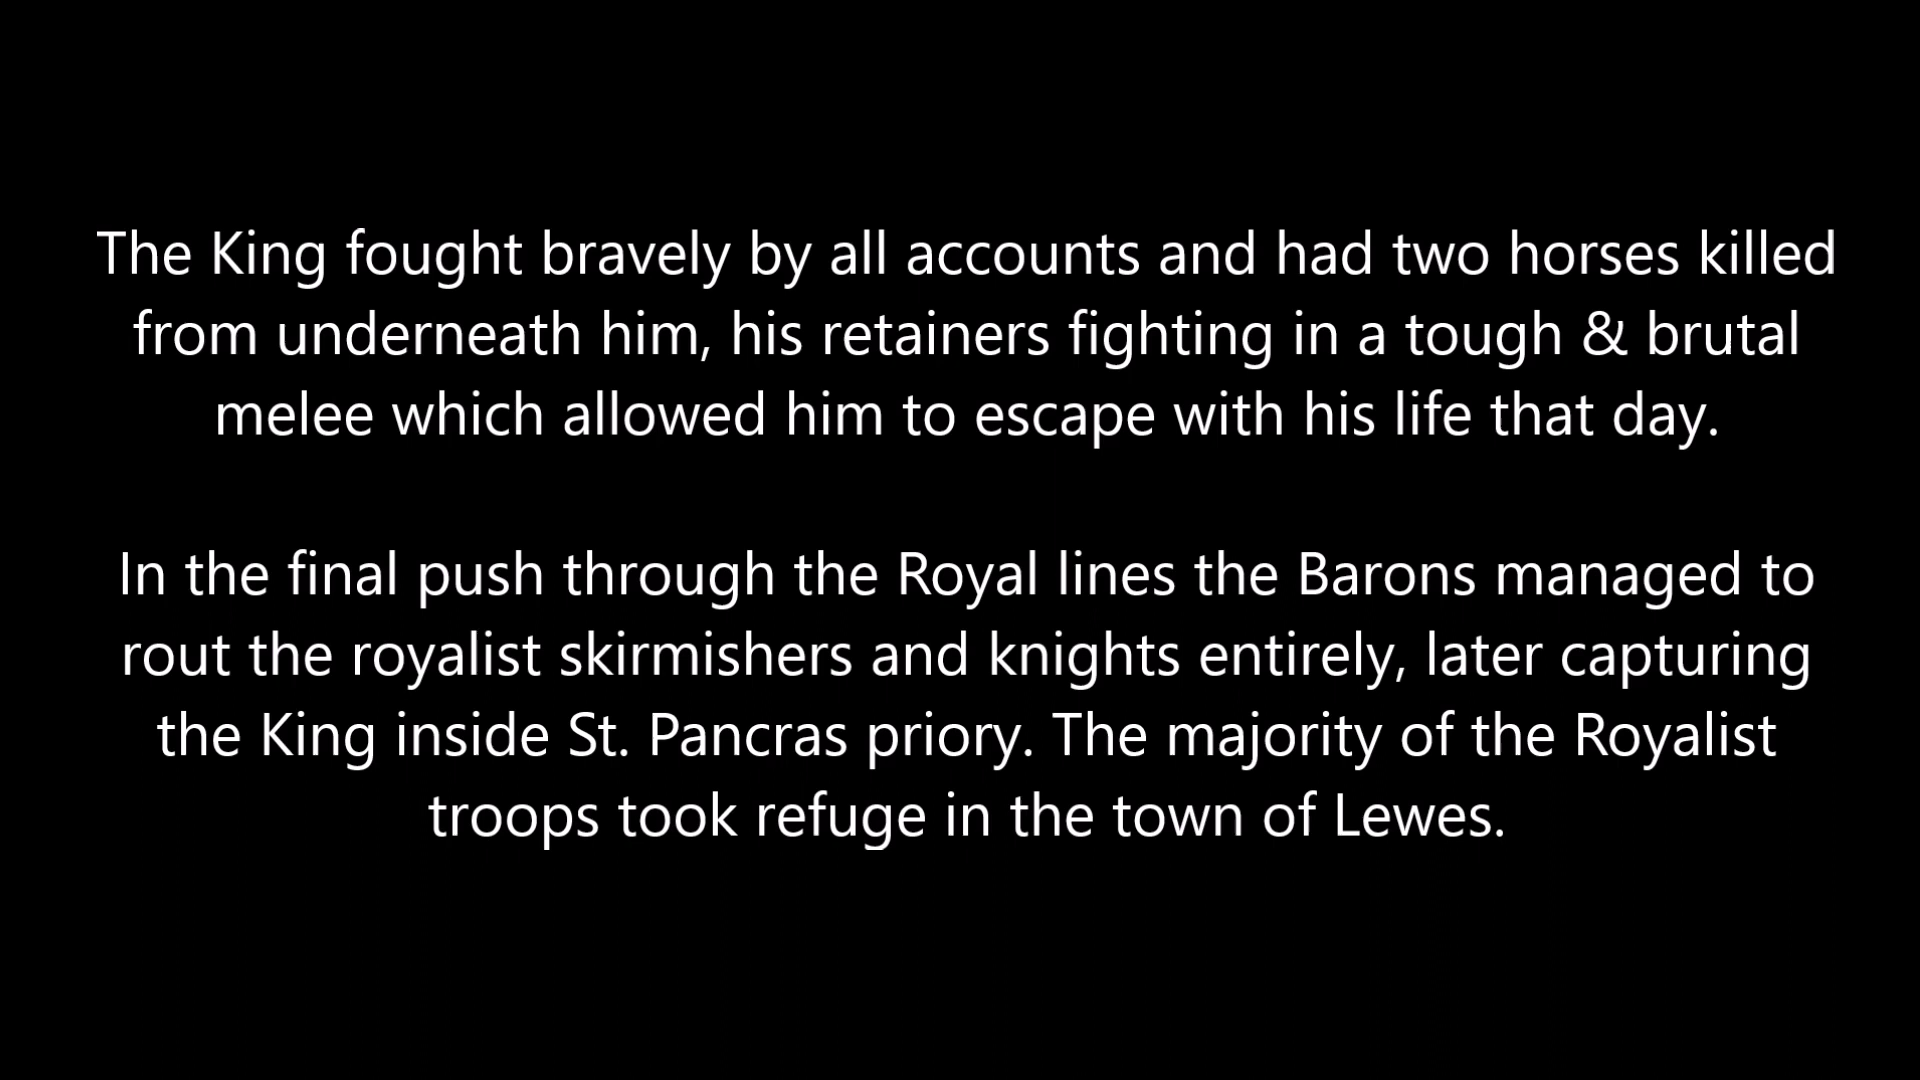 The King fought bravely by all accounts and had two horses killed
from underneath him, his retainers fighting in a tough & brutal
melee which allowed him to escape with his life that day.
In the final push through the Royal lines the Barons managed to
rout the royalist skirmishers and knights entirely, later capturing
the King inside St. Pancras priory. The majority of the Royalist
troops took refuge in the town of Lewes.